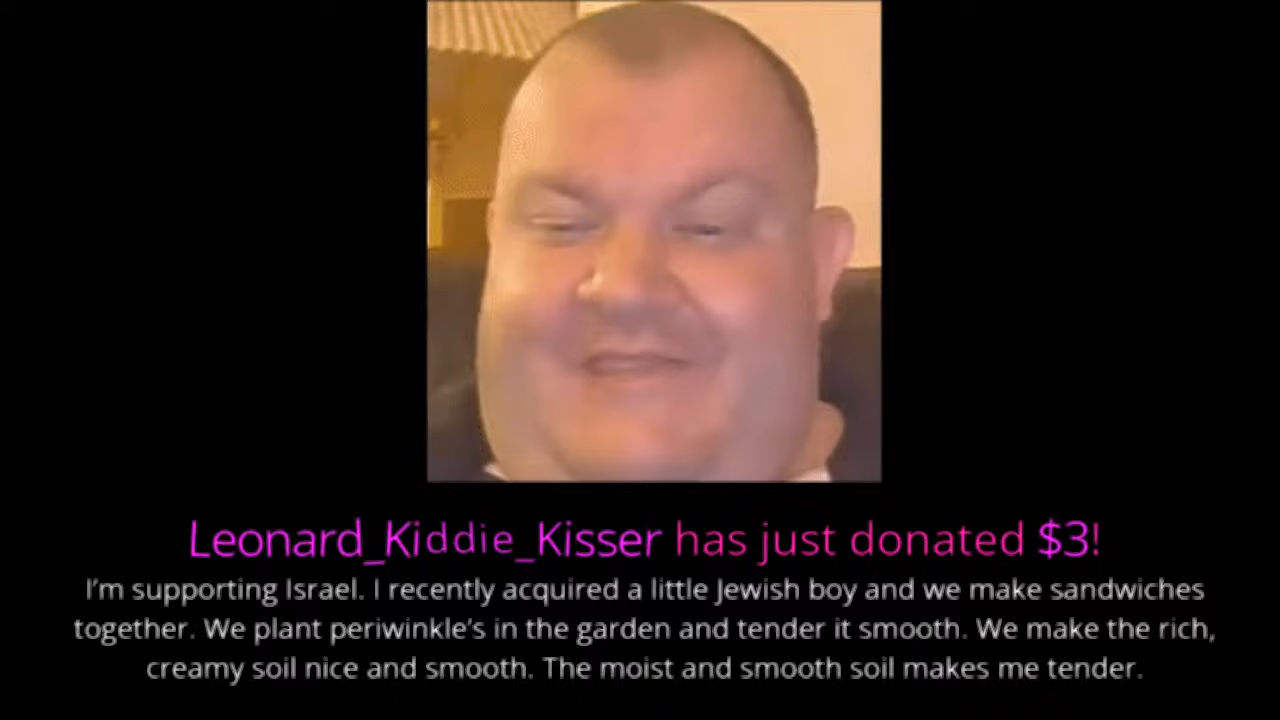 Leonard_Kiddie_Kisser has just donated $3!
I'm supporting Israel. I recently acquired a little Jewish boy and we make sandwiches
together. We plant periwinkle's in the garden and tender it smooth. We make the rich,
creamy soil nice and smooth. The moist and smooth soil makes me tender.